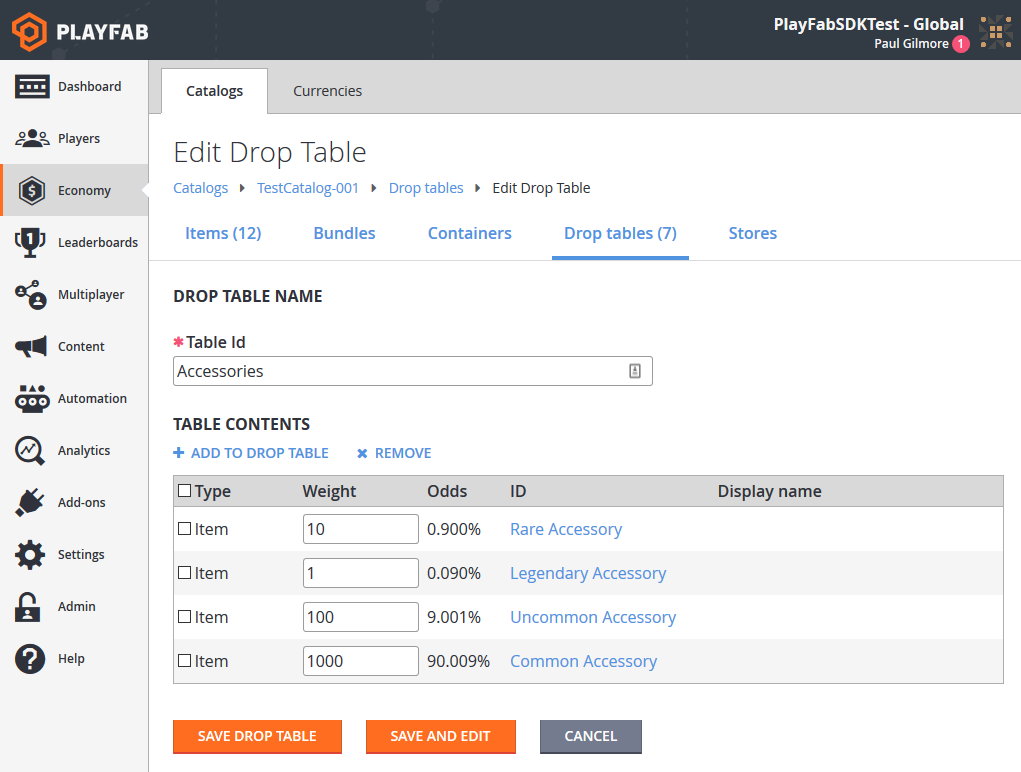 PLAYFAB
PlayFabSDKTest - Global
Paul Gilmore 1
Dashboard
Players
Economy
Leaderboards
Multiplayer
Content
Automation
Analytics
Add-ons
Settings
Admin
Help
Catalogs Currencies
Edit Drop Table
Catalogs TestCatalog-001 Drop tables Edit Drop Table
Items (12) Bundles Containers Drop tables (7) Stores
DROP TABLE NAME
*Table Id
Accessories
TABLE CONTENTS
ADD TO DROP TABLE REMOVE
Type Weight Odds ID Display name
Item 10 0.900% Rare Accessory
Item 1 0.090% Legendary Accessory
Item 100 9.001% Uncommon Accessory
Item 1000 90.009% Common Accessory
SAVE DROP TABLE SAVE AND EDIT CANCEL